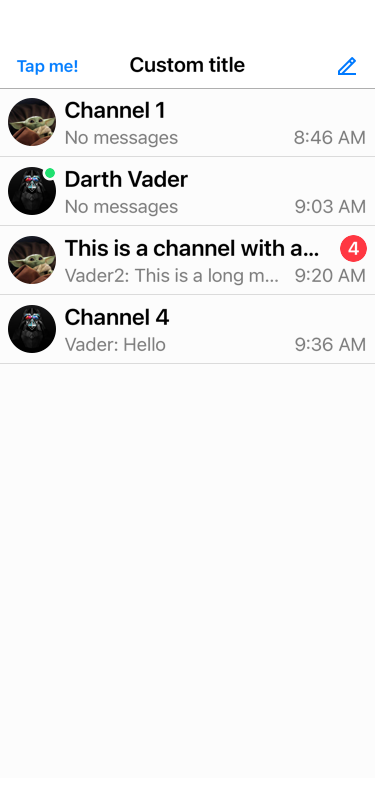 Tap me!
Custom title
Channel 1
No messages
8:46 AM
Darth Vader
No messages
9:03 AM
This is a channel with a...
4
Vader2: This is a long m...
9:20 AM
Channel 4
Vader: Hello
9:36 AM